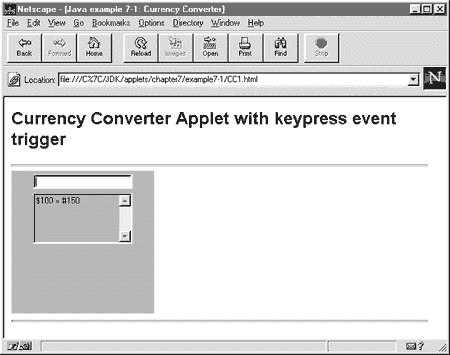 Netscape - [Java example 7-1: Currency Converter]
File Edit View Go Bookmarks Options Directory Window Help
Back Forward Home Reload Images Open Print Find Stop
Location: file:///C|/JDK/applets/chapter7/example7-1/CC1.html
N
Currency Converter Applet with keypress event
trigger
$100 = #150
?